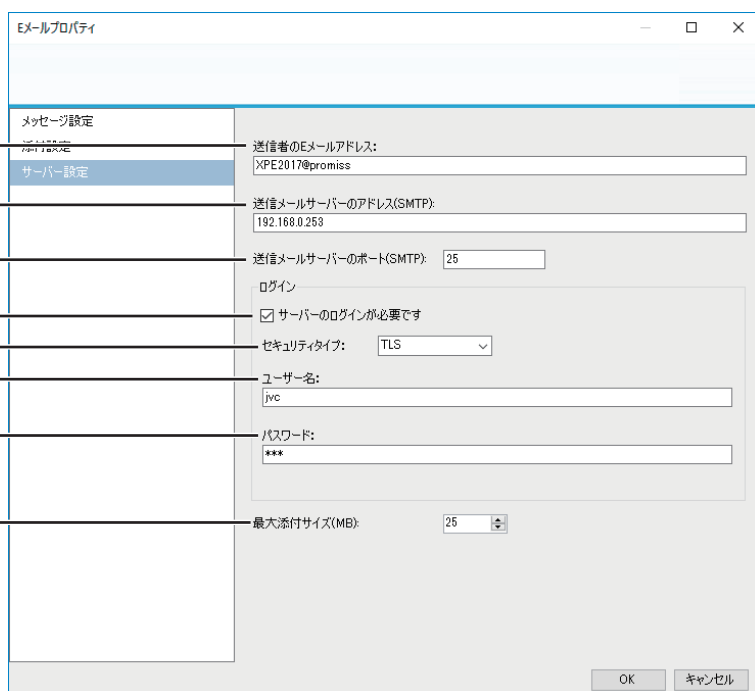 Eメールプロパティ
メッセージ設定
添付設定
サーバー設定
送信者のEメールアドレス:
XPE2017@promiss
送信メールサーバーのアドレス(SMTP):
192.168.0.253
送信メールサーバーのポート(SMTP): 25
ログイン
サーバーのログインが必要です
セキュリティタイプ: TLS
ユーザー名:
jvc
パスワード:
***
最大添付サイズ(MB): 25
OK キャンセル